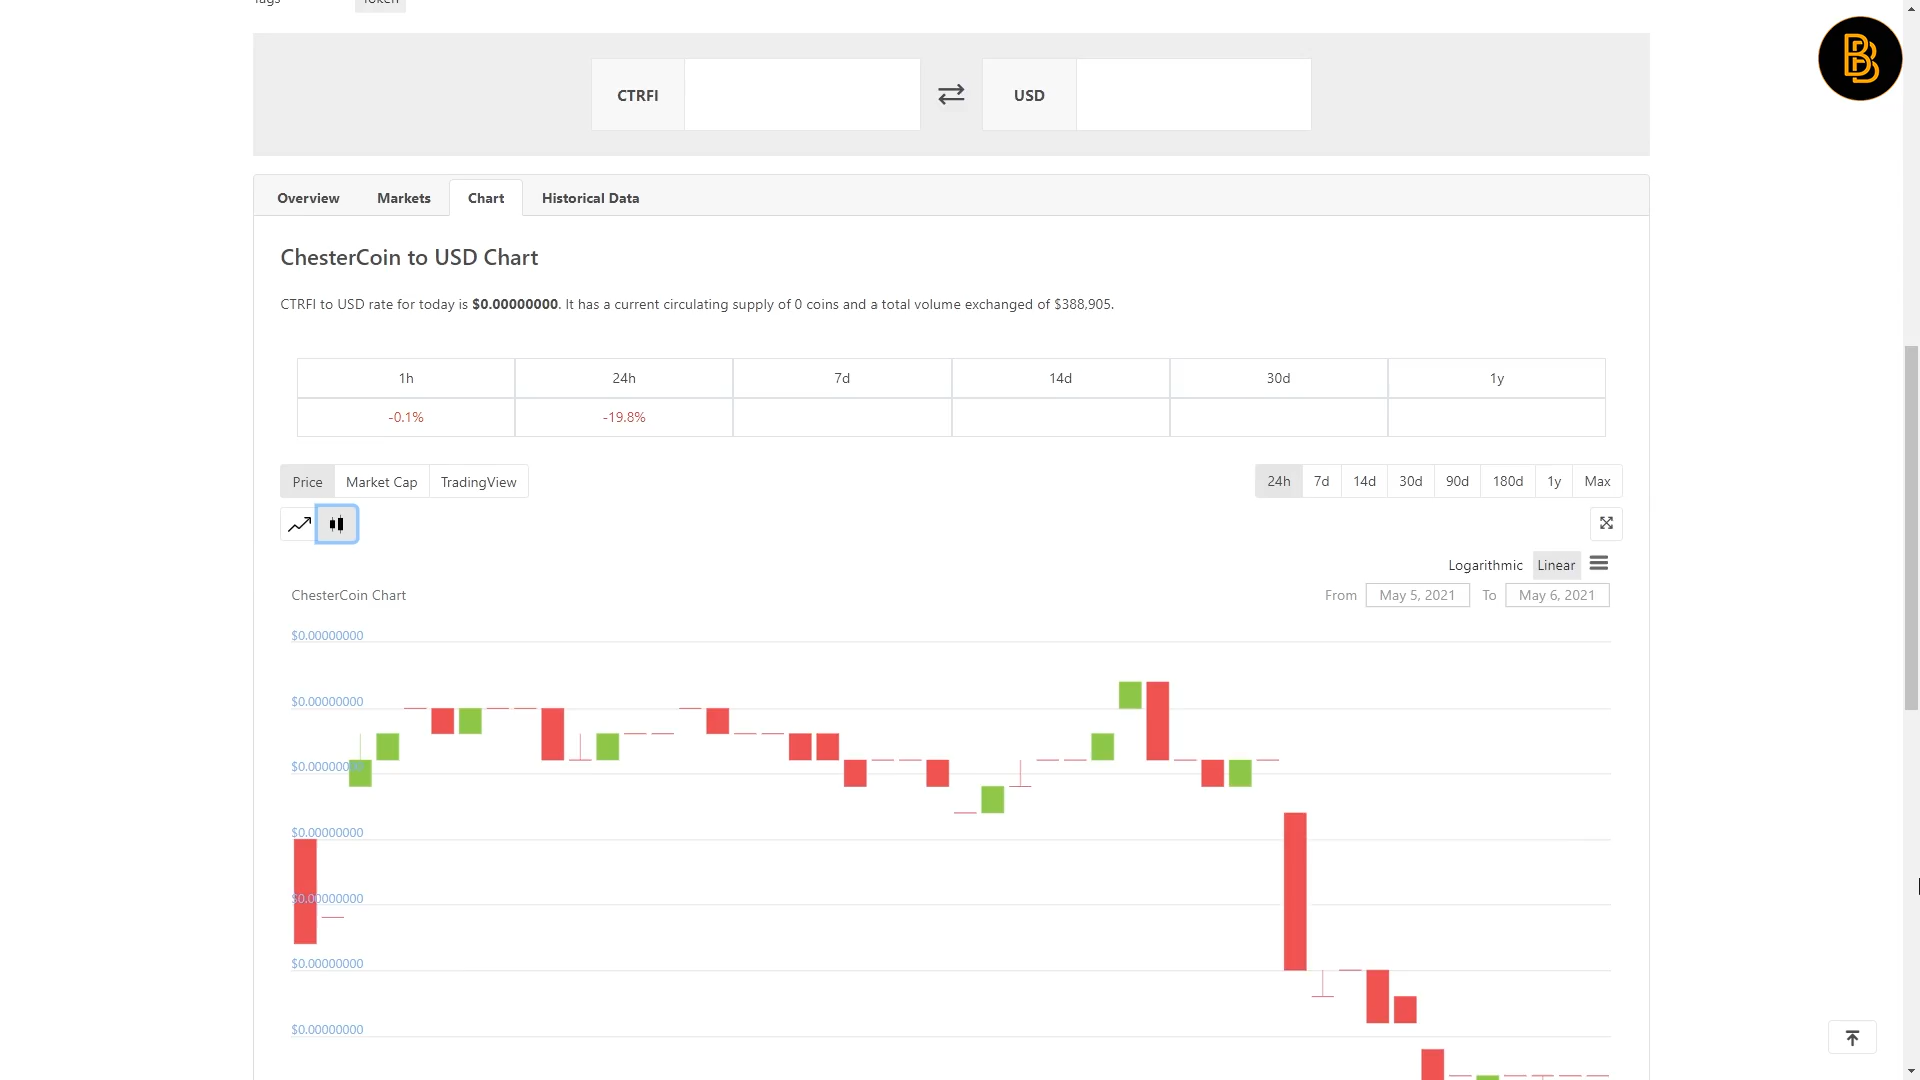 Tags Token
CTRFI USD
Overview Markets Chart Historical Data
ChesterCoin to USD Chart
CTRFI to USD rate for today is $0.00000000. It has a current circulating supply of 0 coins and a total volume exchanged of $388,905.
1h 24h 7d 14d 30d 1y
-0.1% -19.8%
Price Market Cap TradingView 24h 7d 14d 30d 90d 180d 1y Max
Logarithmic Linear
ChesterCoin Chart From May 5, 2021 To May 6, 2021
$0.00000000
$0.00000000
$0.00000000
$0.00000000
$0.00000000
$0.00000000
$0.00000000